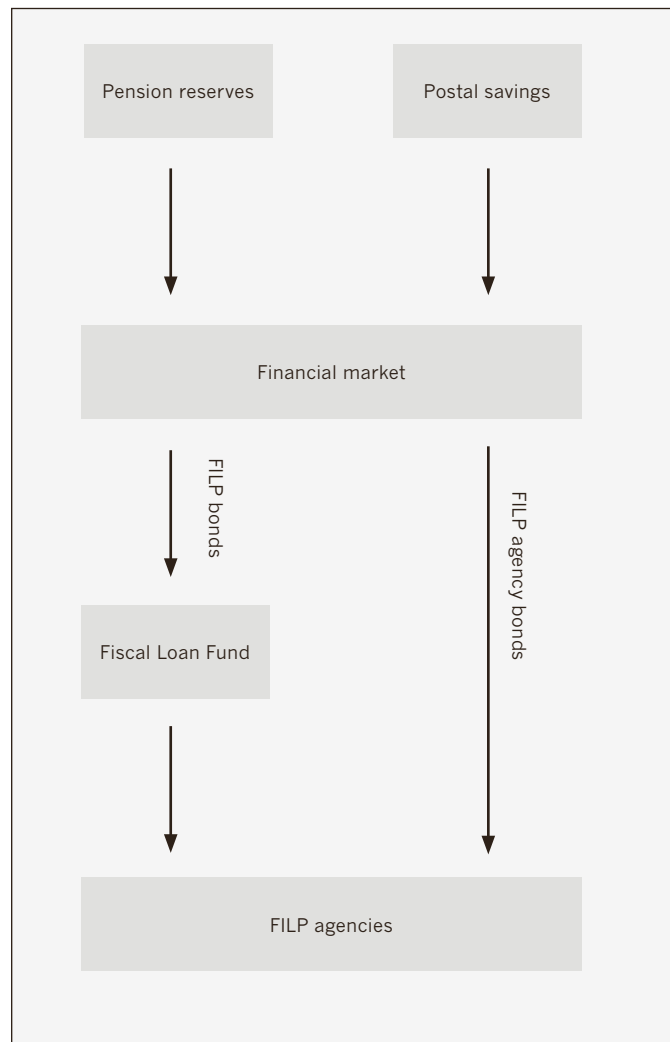 Pension reserves
Postal savings
Financial market
FILP bonds
FILP agency bonds
Fiscal Loan Fund
FILP agencies